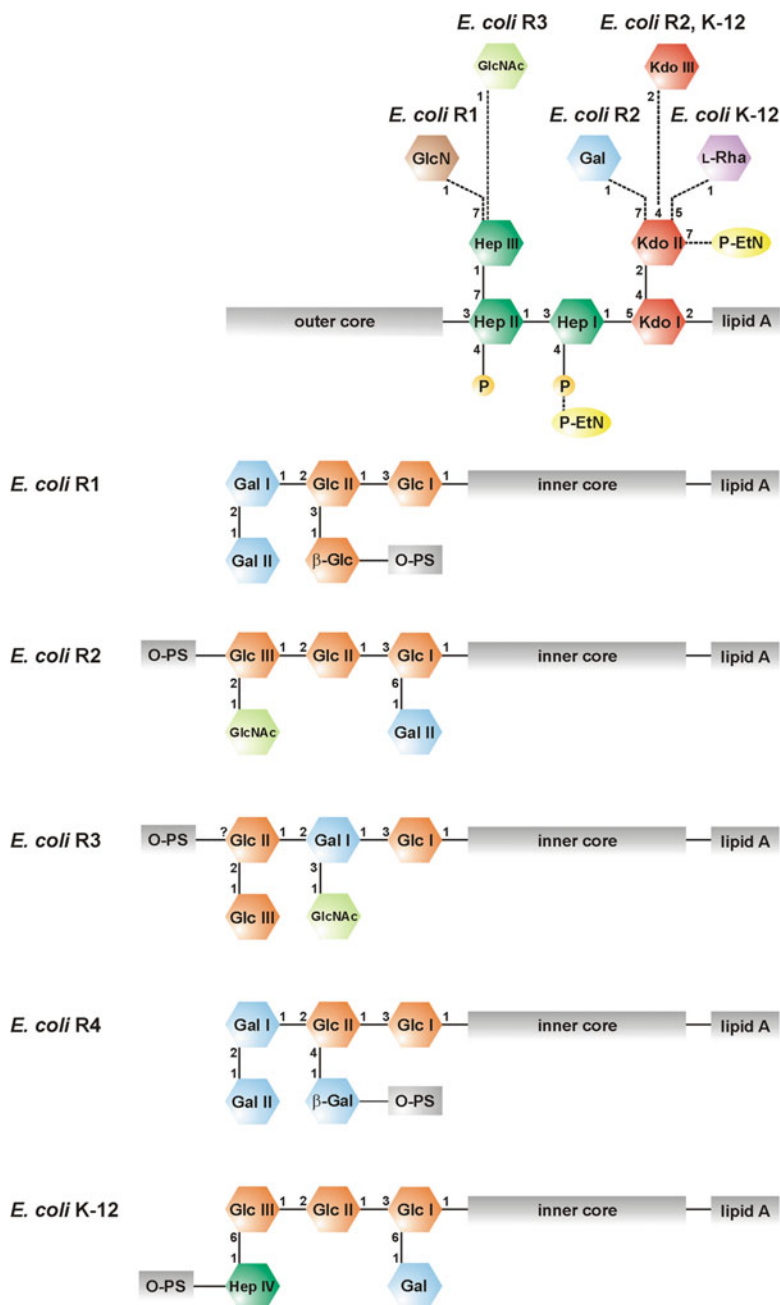 E. coli R3 E. coli R2, K-12
GlcNAc Kdo III
1 2
E. coli R1 E. coli R2 E. coli K-12
GlcN Gal L-Rha
1 1 1
7 7 4 5
Hep III Kdo II 7 P-EtN
1 2
7 4
outer core 3 Hep II 1 3 Hep I 1 5 Kdo I 2 lipid A
4 4
P P
P-EtN
E. coli R1 Gal I 1 2 Glc II 1 3 Glc I 1 inner core lipid A
2 3
1 1
Gal II β-Glc O-PS
E. coli R2 O-PS Glc III 1 2 Glc II 1 3 Glc I 1 inner core lipid A
2 6
1 1
GlcNAc Gal II
E. coli R3 O-PS ? Glc II 1 2 Gal I 1 3 Glc I 1 inner core lipid A
2 3
1 1
Glc III GlcNAc
E. coli R4 Gal I 1 2 Glc II 1 3 Glc I 1 inner core lipid A
2 4
1 1
Gal II β-Gal O-PS
E. coli K-12 Glc III 1 2 Glc II 1 3 Glc I 1 inner core lipid A
6 6
1 1
O-PS Hep IV Gal